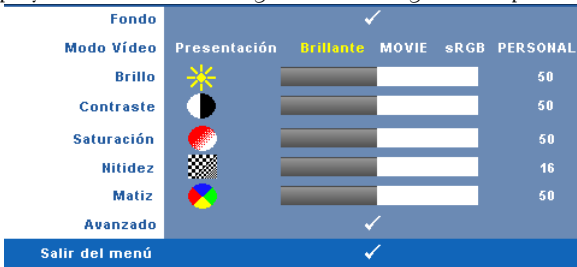 Fondo
Modo Vídeo Presentación Brillante MOVIE sRGB PERSONAL
Brillo 50
Contraste 50
Saturación 50
Nitidez 16
Matiz 50
Avanzado
Salir del menú